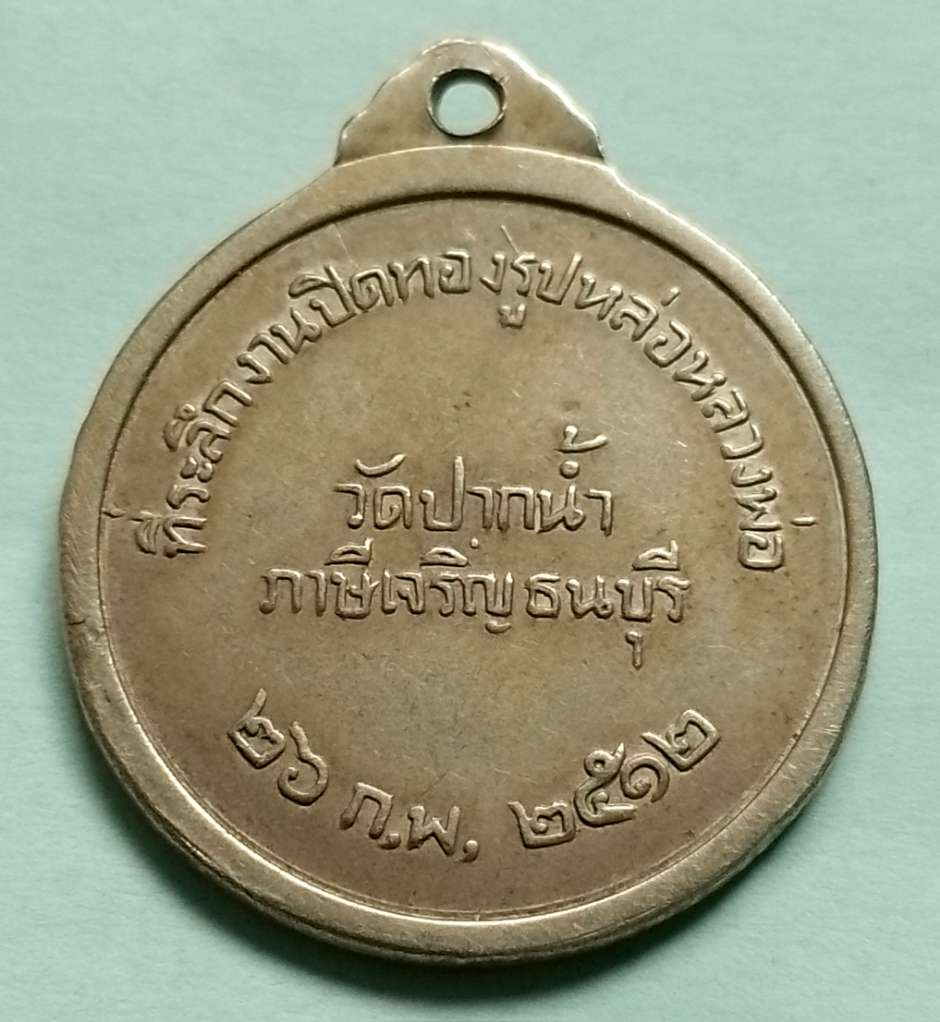 ที่ระลึกงานปิดทองรูปหล่อหลวงพ่อ
วัดปากน้ำ
ภาษีเจริญ ธนบุรี
๒๖ ก.พ. ๒๕๑๒